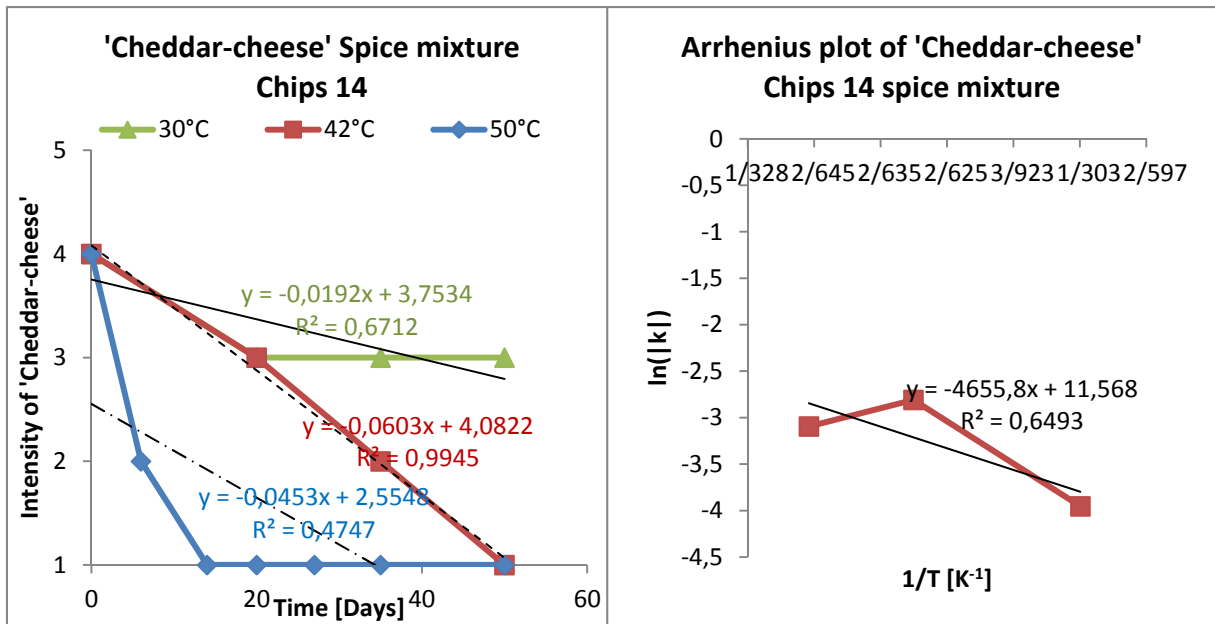 'Cheddar-cheese' Spice mixture
Chips 14
30°C 42°C 50°C
5
4
3
2
1
0 20 40 60
Intensity of 'Cheddar-cheese'
y = -0,0192x + 3,7534
R² = 0,6712
y = -0,0603x + 4,0822
R² = 0,9945
y = -0,0453x + 2,5548
R² = 0,4747
Time [Days]
Arrhenius plot of 'Cheddar-cheese'
Chips 14 spice mixture
0
1/328 2/645 2/635 2/625 3/923 1/303 2/597
-0,5
-1
-1,5
-2
-2,5
-3
-3,5
-4
-4,5
ln(|k|)
y = -4655,8x + 11,568
R² = 0,6493
1/T [K⁻¹]